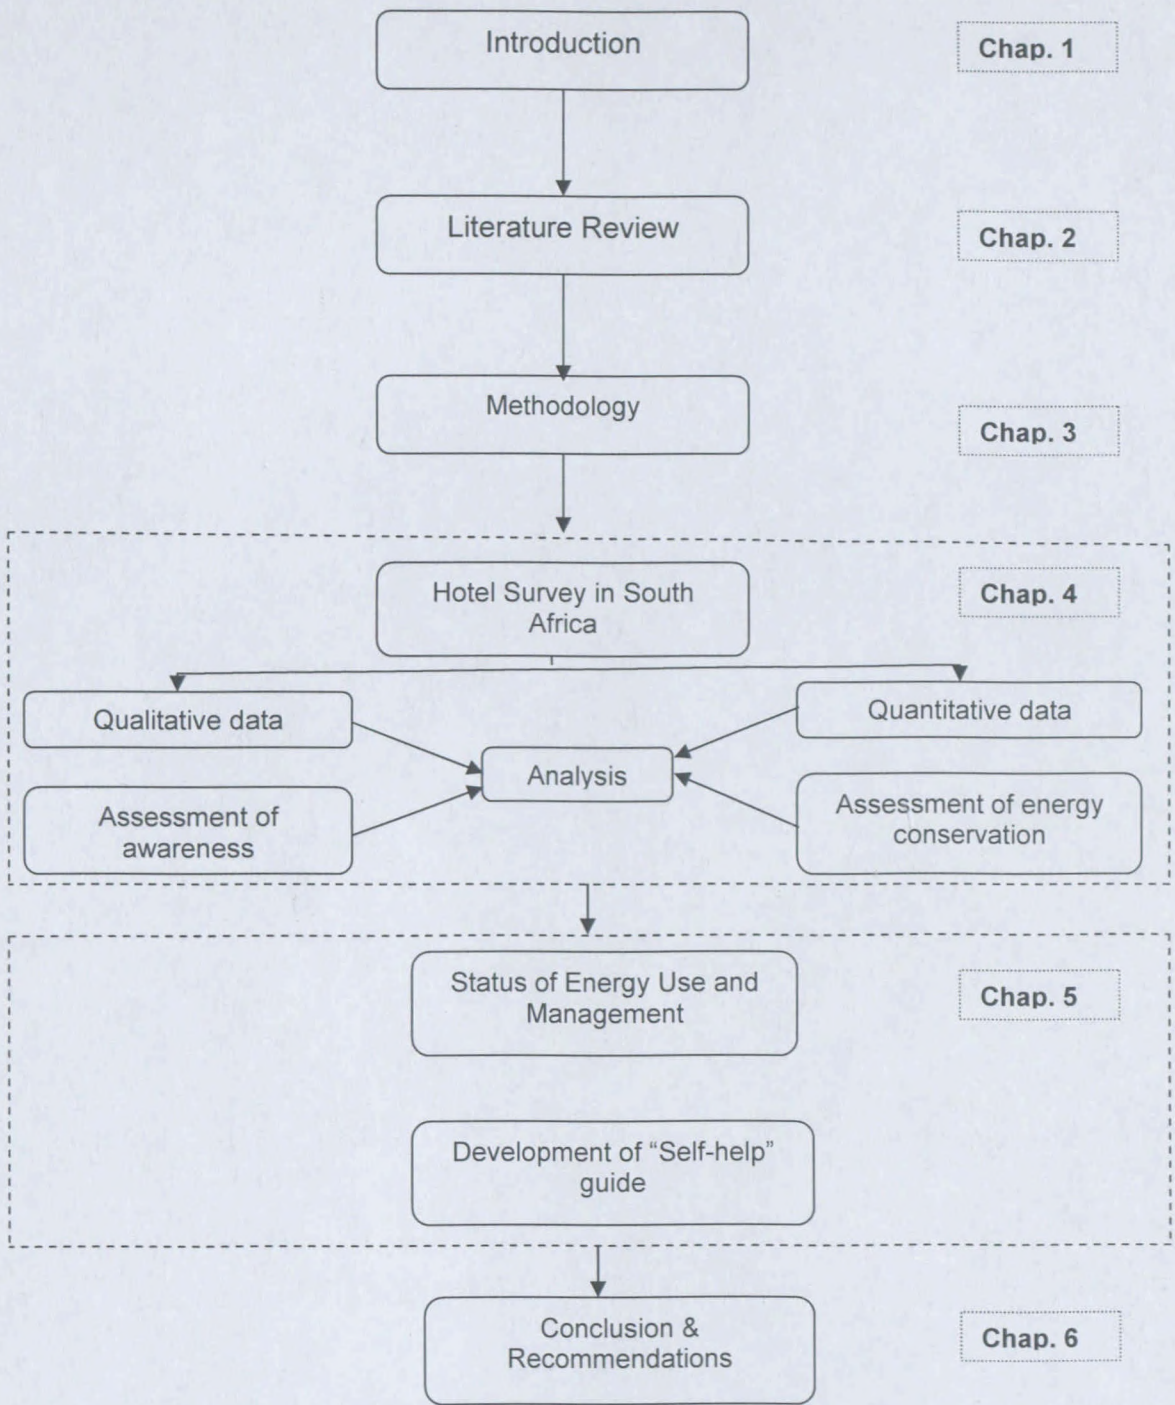 Introduction
Chap. 1
Literature Review
Chap. 2
Methodology
Chap. 3
Hotel Survey in South
Africa
Chap. 4
Qualitative data
Quantitative data
Analysis
Assessment of
awareness
Assessment of energy
conservation
Status of Energy Use and
Management
Chap. 5
Development of “Self-help”
guide
Conclusion &
Recommendations
Chap. 6